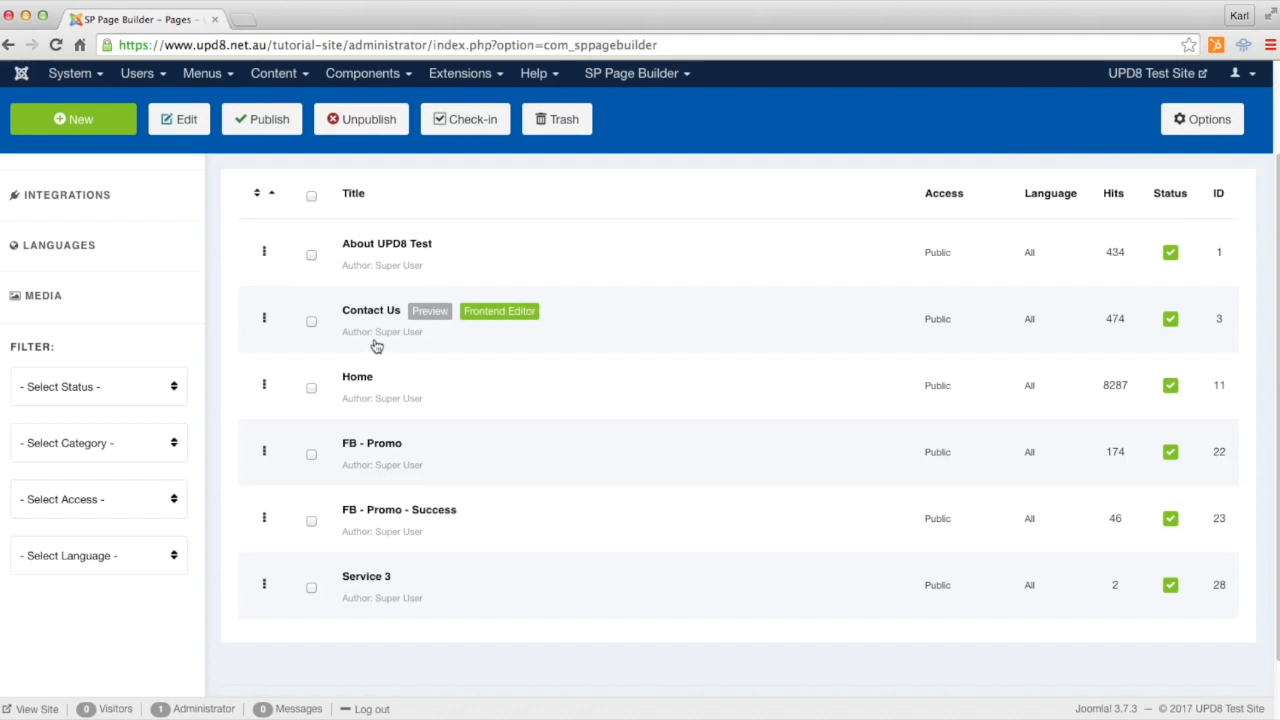 SP Page Builder – Pages –
Karl
https://www.upd8.net.au/tutorial-site/administrator/index.php?option=com_sppagebuilder
System Users Menus Content Components Extensions Help SP Page Builder UPD8 Test Site
New Edit Publish Unpublish Check-in Trash Options
INTEGRATIONS
LANGUAGES
MEDIA
FILTER:
- Select Status -
- Select Category -
- Select Access -
- Select Language -
Title Access Language Hits Status ID
About UPD8 Test Public All 434 1
Author: Super User
Contact Us Preview Frontend Editor Public All 474 3
Author: Super User
Home Public All 8287 11
Author: Super User
FB - Promo Public All 174 22
Author: Super User
FB - Promo - Success Public All 46 23
Author: Super User
Service 3 Public All 2 28
Author: Super User
View Site 0 Visitors 1 Administrator 0 Messages Log out Joomla! 3.7.3 — © 2017 UPD8 Test Site